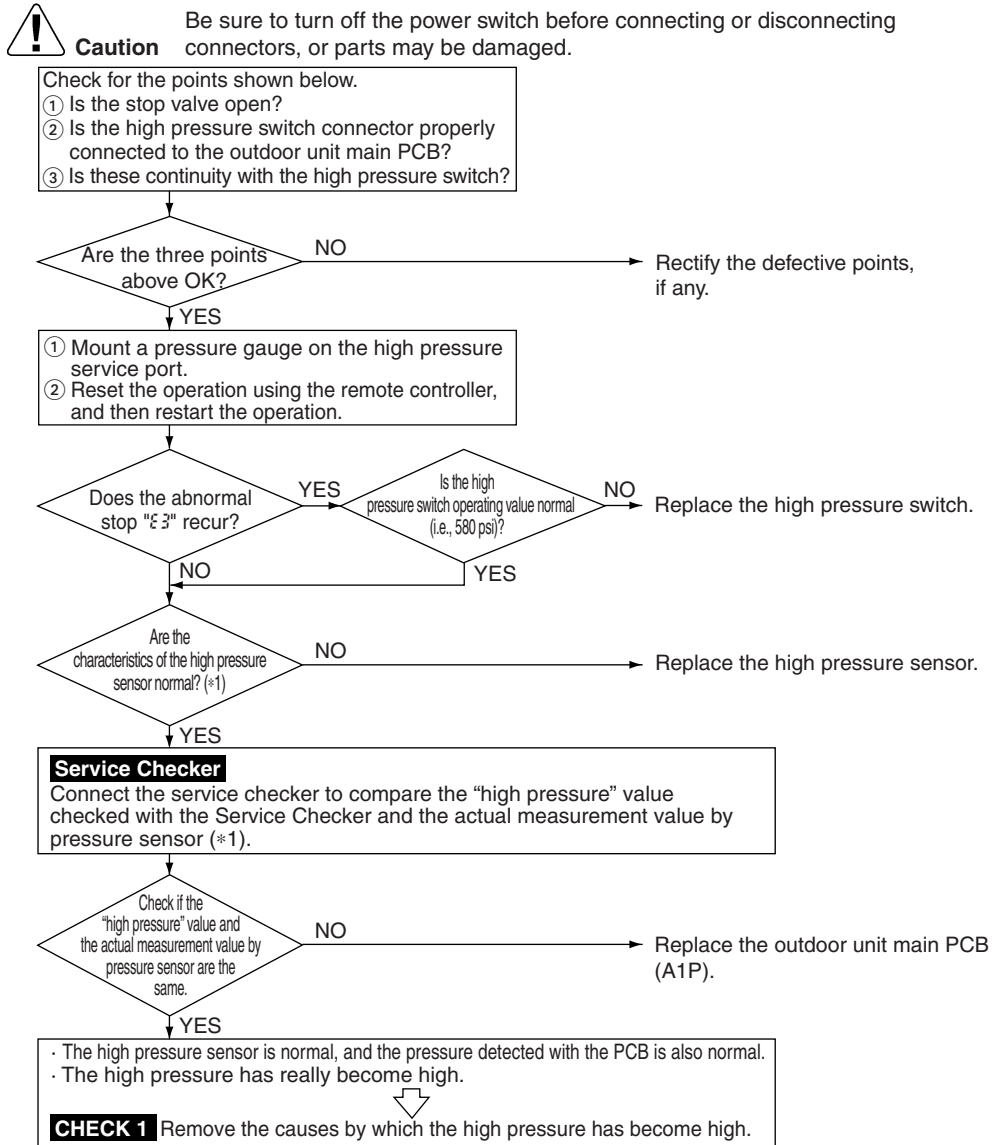 Be sure to turn off the power switch before connecting or disconnecting
Caution connectors, or parts may be damaged.
Check for the points shown below.
① Is the stop valve open?
② Is the high pressure switch connector properly
connected to the outdoor unit main PCB?
③ Is these continuity with the high pressure switch?
Are the three points
above OK?
NO
Rectify the defective points,
if any.
YES
① Mount a pressure gauge on the high pressure
service port.
② Reset the operation using the remote controller,
and then restart the operation.
Does the abnormal
stop "E3" recur?
YES
Is the high
pressure switch operating value normal
(i.e., 580 psi)?
NO
Replace the high pressure switch.
NO
YES
Are the
characteristics of the high pressure
sensor normal? (*1)
NO
Replace the high pressure sensor.
YES
Service Checker
Connect the service checker to compare the “high pressure” value
checked with the Service Checker and the actual measurement value by
pressure sensor (*1).
Check if the
“high pressure” value and
the actual measurement value by
pressure sensor are the
same.
NO
Replace the outdoor unit main PCB
(A1P).
YES
· The high pressure sensor is normal, and the pressure detected with the PCB is also normal.
· The high pressure has really become high.
CHECK 1 Remove the causes by which the high pressure has become high.